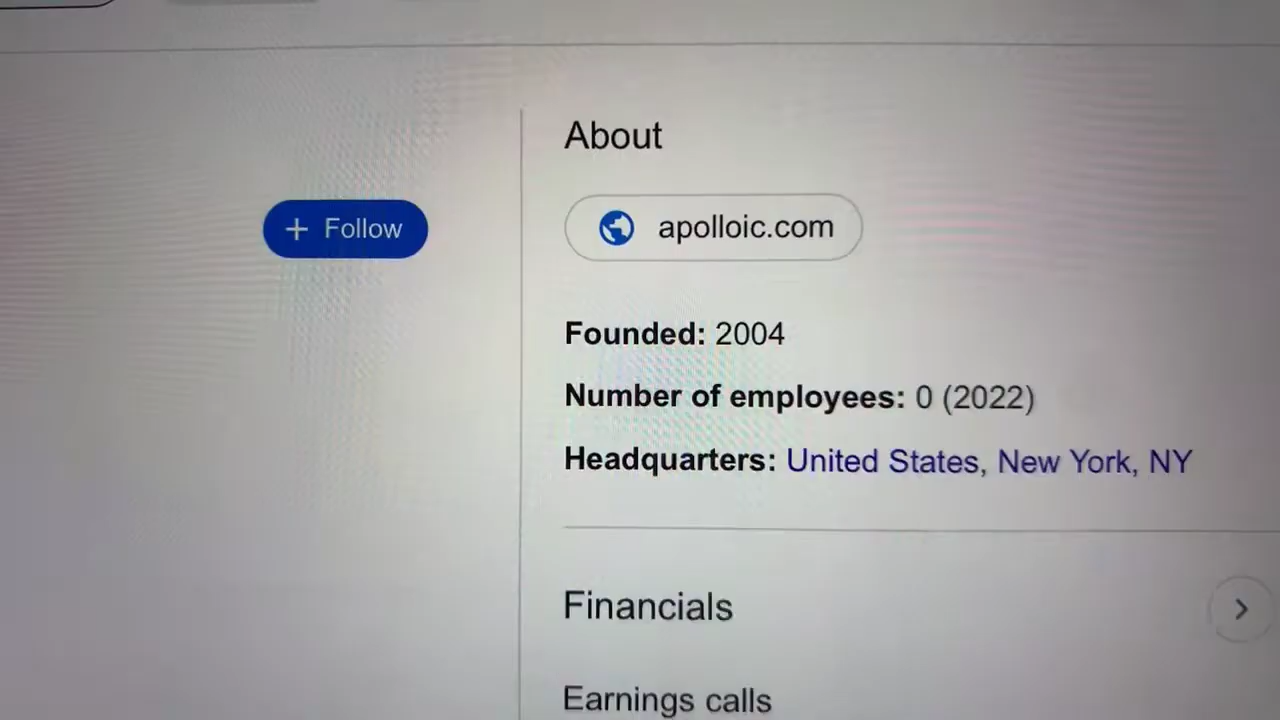 About
+ Follow
apolloic.com
Founded: 2004
Number of employees: 0 (2022)
Headquarters: United States, New York, NY
Financials
Earnings calls